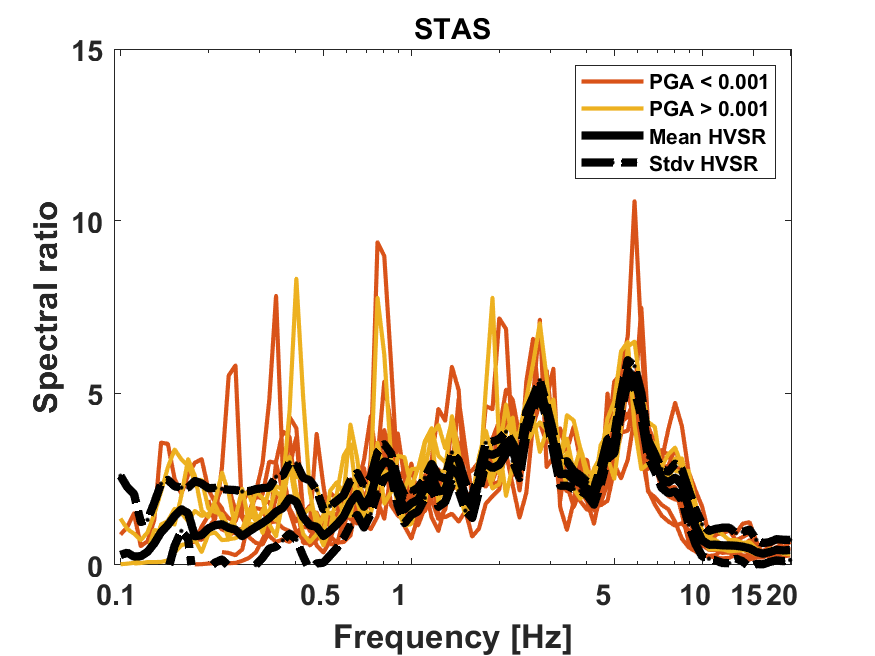 STAS
15
PGA < 0.001
PGA > 0.001
Mean HVSR
Stdv HVSR
10
Spectral ratio
5
0
0.1 0.5 1 5 10 15 20
Frequency [Hz]